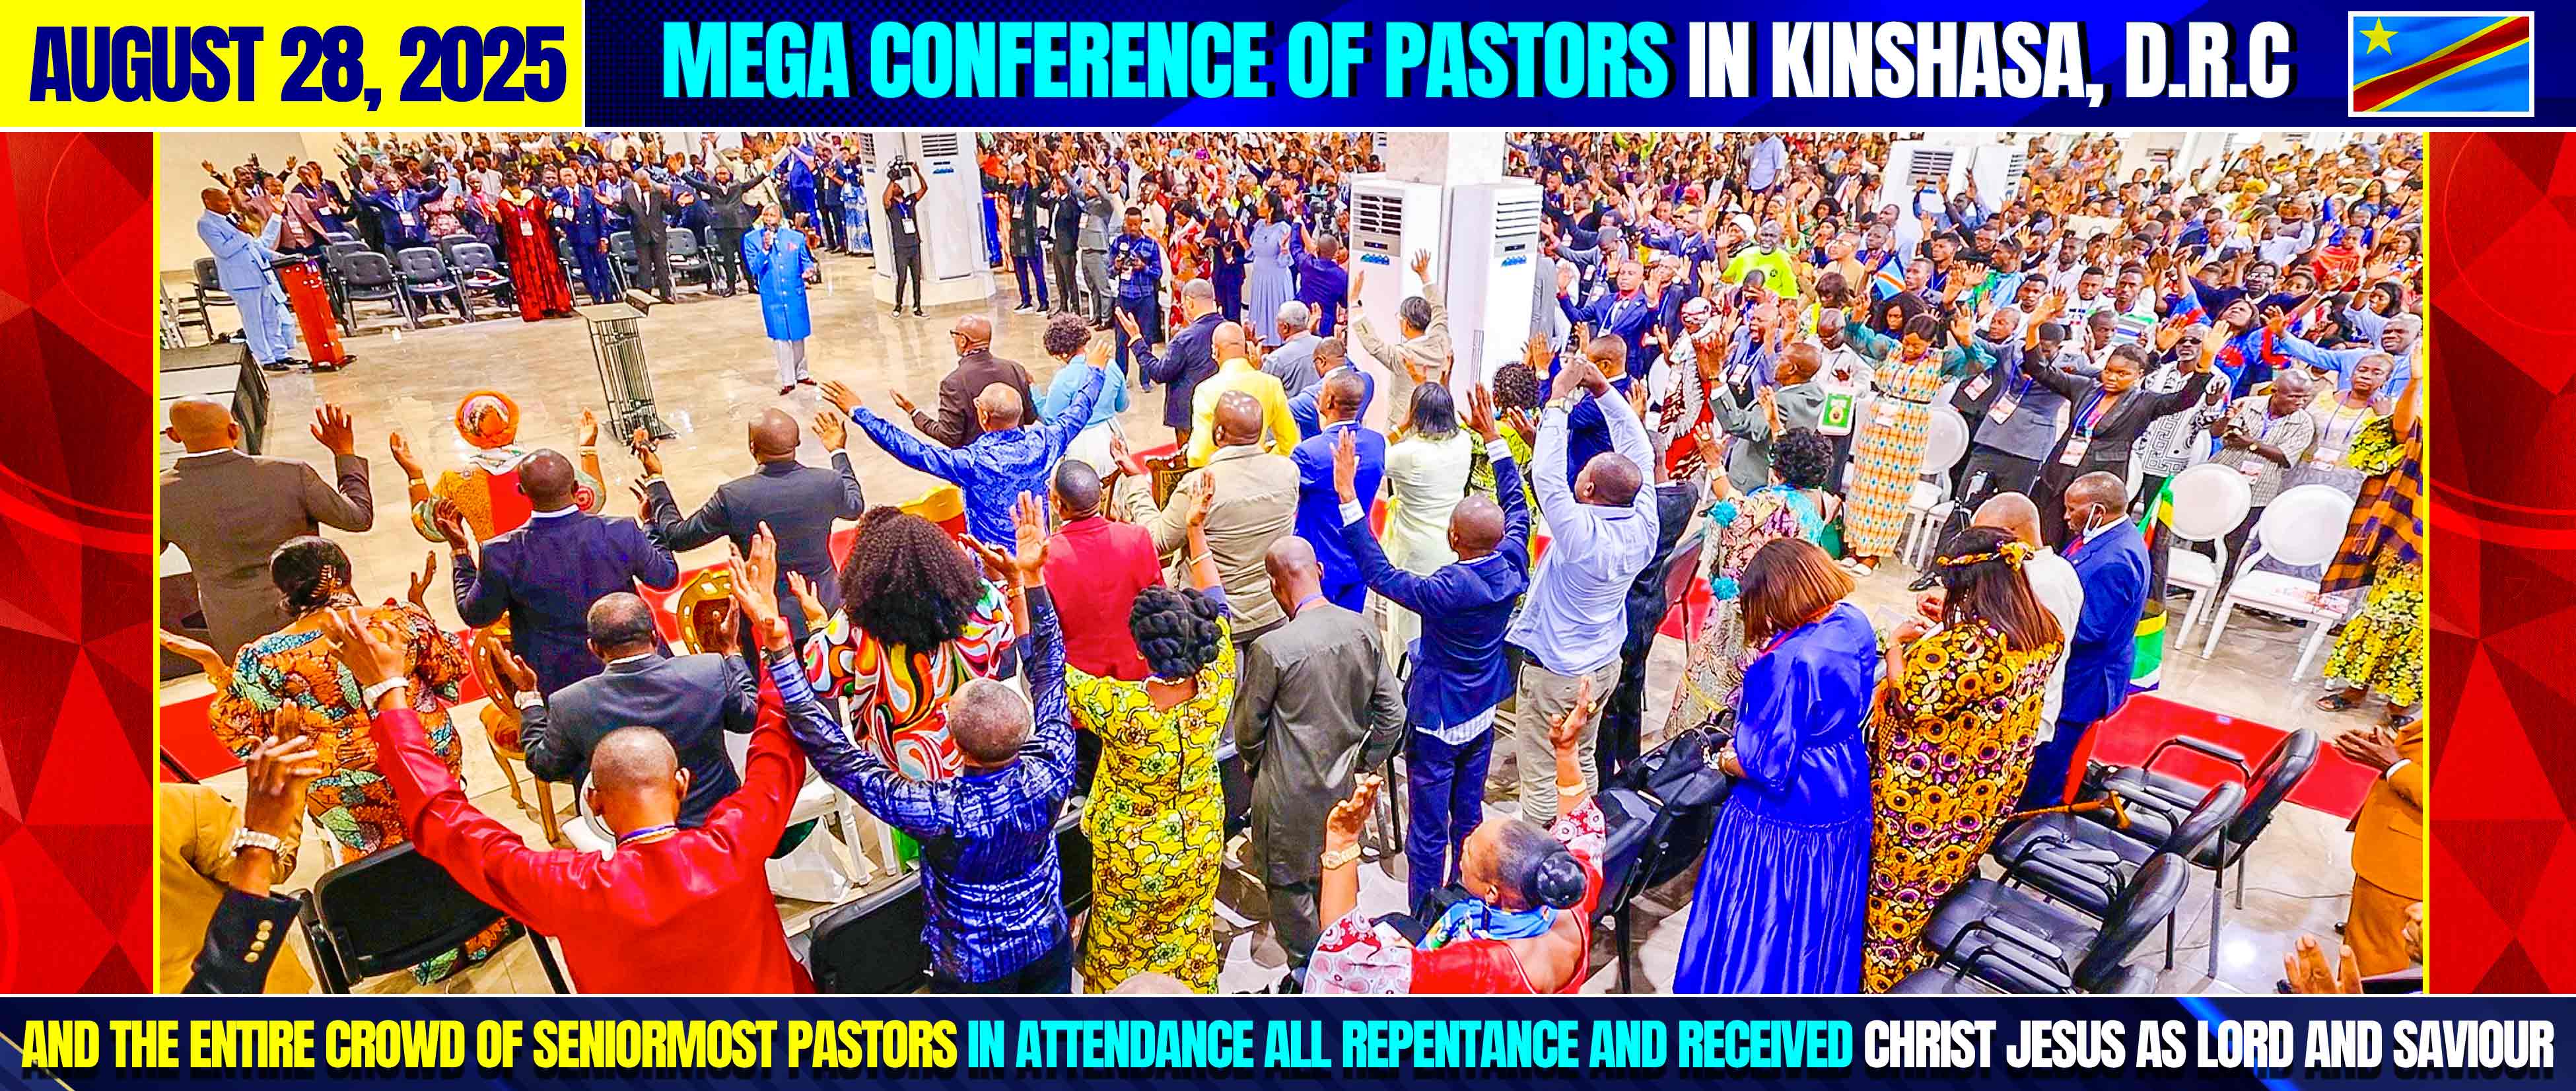 AUGUST 28, 2025
MEGA CONFERENCE OF PASTORS IN KINSHASA, D.R.C
AND THE ENTIRE CROWD OF SENIORMOST PASTORS IN ATTENDANCE ALL REPENTANCE AND RECEIVED CHRIST JESUS AS LORD AND SAVIOUR